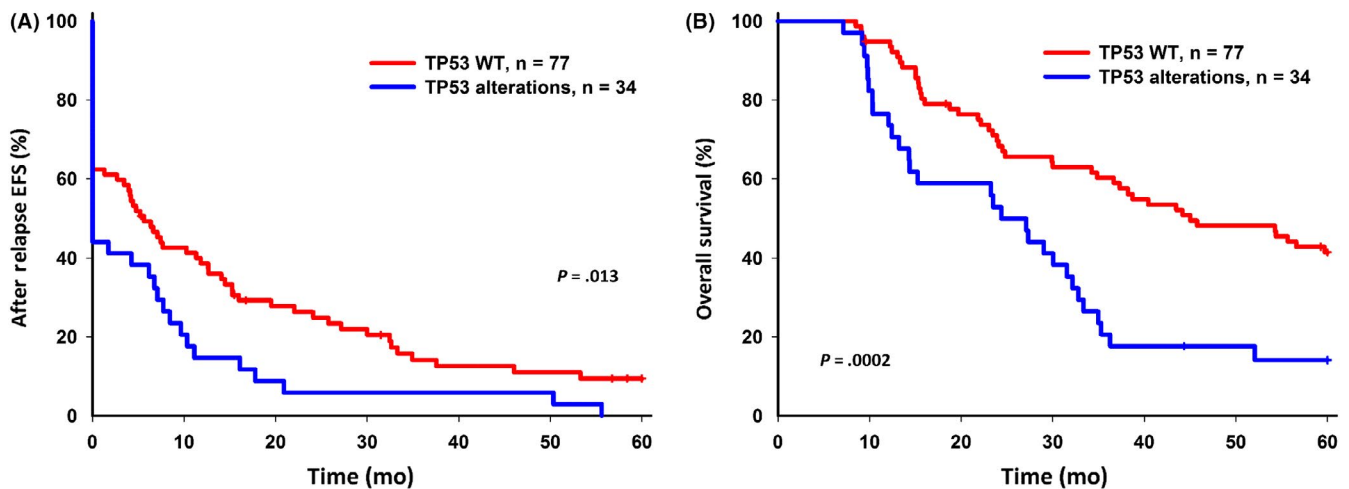 (A)
100
80
60
40
20
0
After relapse EFS (%)
TP53 WT, n = 77
TP53 alterations, n = 34
P = .013
0 10 20 30 40 50 60
Time (mo)
(B)
100
80
60
40
20
0
Overall survival (%)
TP53 WT, n = 77
TP53 alterations, n = 34
P = .0002
0 10 20 30 40 50 60
Time (mo)